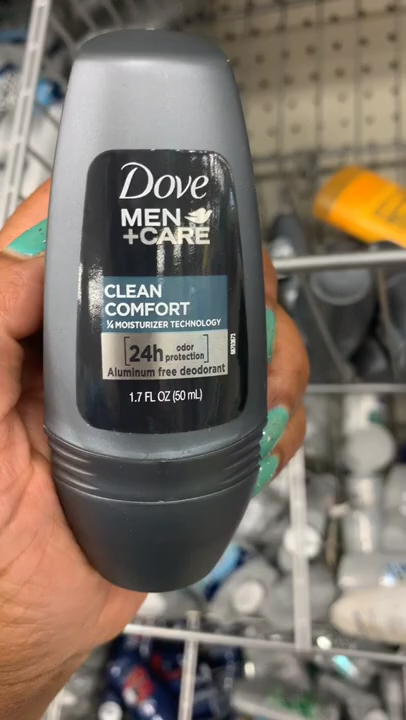 Dove
MEN
+CARE
CLEAN
COMFORT
¼ MOISTURIZER TECHNOLOGY
24h odor protection
Aluminum free deodorant
1.7 FL OZ (50 mL)